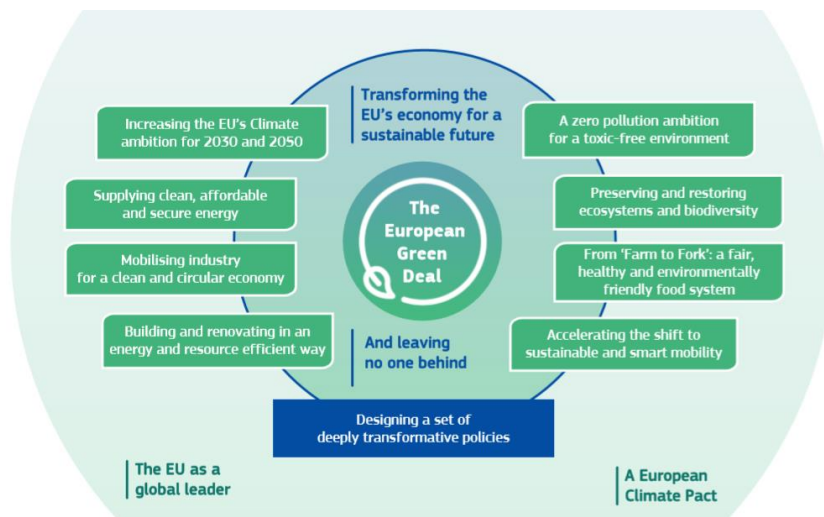 Transforming the
EU's economy for a
sustainable future
Increasing the EU's Climate
ambition for 2030 and 2050
Supplying clean, affordable
and secure energy
Mobilising industry
for a clean and circular economy
Building and renovating in an
energy and resource efficient way
The
European
Green
Deal
A zero pollution ambition
for a toxic-free environment
Preserving and restoring
ecosystems and biodiversity
From 'Farm to Fork': a fair,
healthy and environmentally
friendly food system
Accelerating the shift to
sustainable and smart mobility
And leaving
no one behind
Designing a set of
deeply transformative policies
The EU as a
global leader
A European
Climate Pact